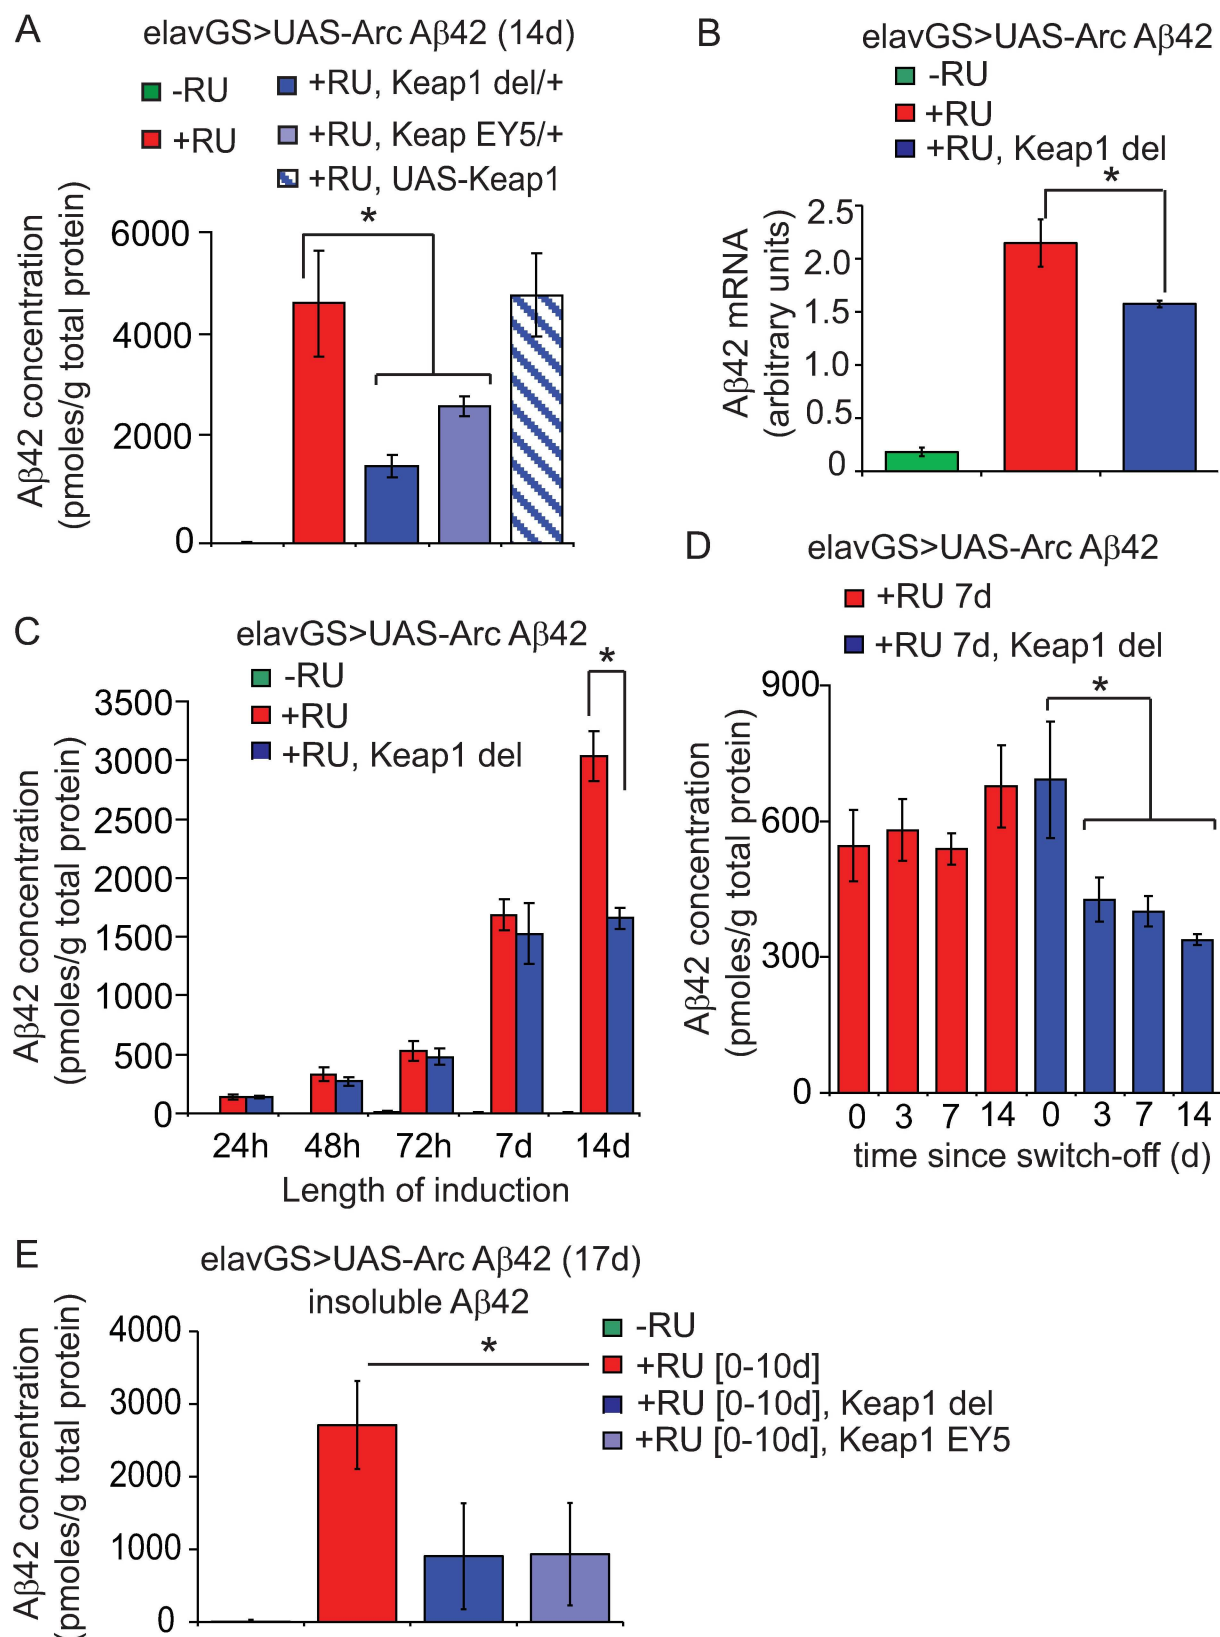 A
elavGS>UAS-Arc Aβ42 (14d)
-RU
+RU
+RU, Keap1 del/+
+RU, Keap EY5/+
+RU, UAS-Keap1
Aβ42 concentration
(pmoles/g total protein)
6000
4000
2000
0
*
B
elavGS>UAS-Arc Aβ42
-RU
+RU
+RU, Keap1 del
Aβ42 mRNA
(arbitrary units)
2.5
2.0
1.5
1.0
0.5
0
*
C
elavGS>UAS-Arc Aβ42
-RU
+RU
+RU, Keap1 del
Aβ42 concentration
(pmoles/g total protein)
3500
3000
2500
2000
1500
1000
500
0
*
24h 48h 72h 7d 14d
Length of induction
D
elavGS>UAS-Arc Aβ42
+RU 7d
+RU 7d, Keap1 del
Aβ42 concentration
(pmoles/g total protein)
900
600
300
0
*
0 3 7 14 0 3 7 14
time since switch-off (d)
E
elavGS>UAS-Arc Aβ42 (17d)
insoluble Aβ42
-RU
+RU [0-10d]
+RU [0-10d], Keap1 del
+RU [0-10d], Keap1 EY5
Aβ42 concentration
(pmoles/g total protein)
4000
3000
2000
1000
0
*